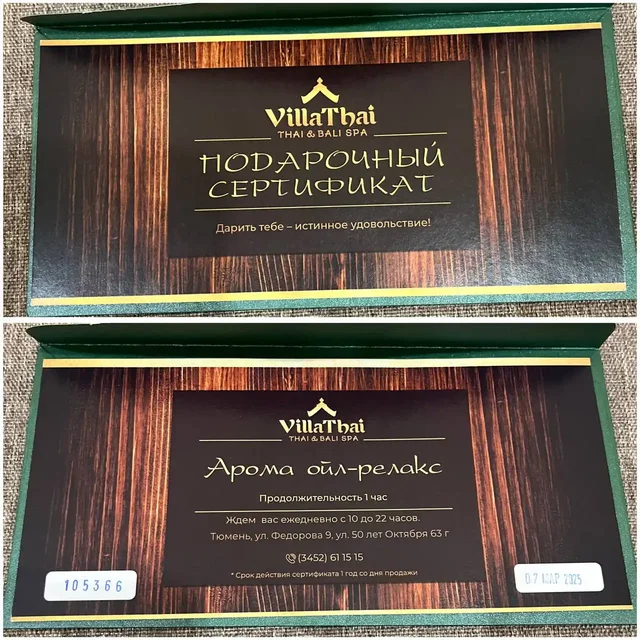 VillaThai
THAI & BALI SPA
ПОДАРОЧНЫЙ
СЕРТИФИКАТ
Дарить тебе – истинное удовольствие!
VillaThai
THAI & BALI SPA
Арома ойл-релакс
Продолжительность 1 час
Ждем вас ежедневно с 10 до 22 часов.
Тюмень, ул. Федорова 9, ул. 50 лет Октября 63 г
(3452) 61 15 15
* Срок действия сертификата 1 год со дня продажи
105366
07 МАР 2025